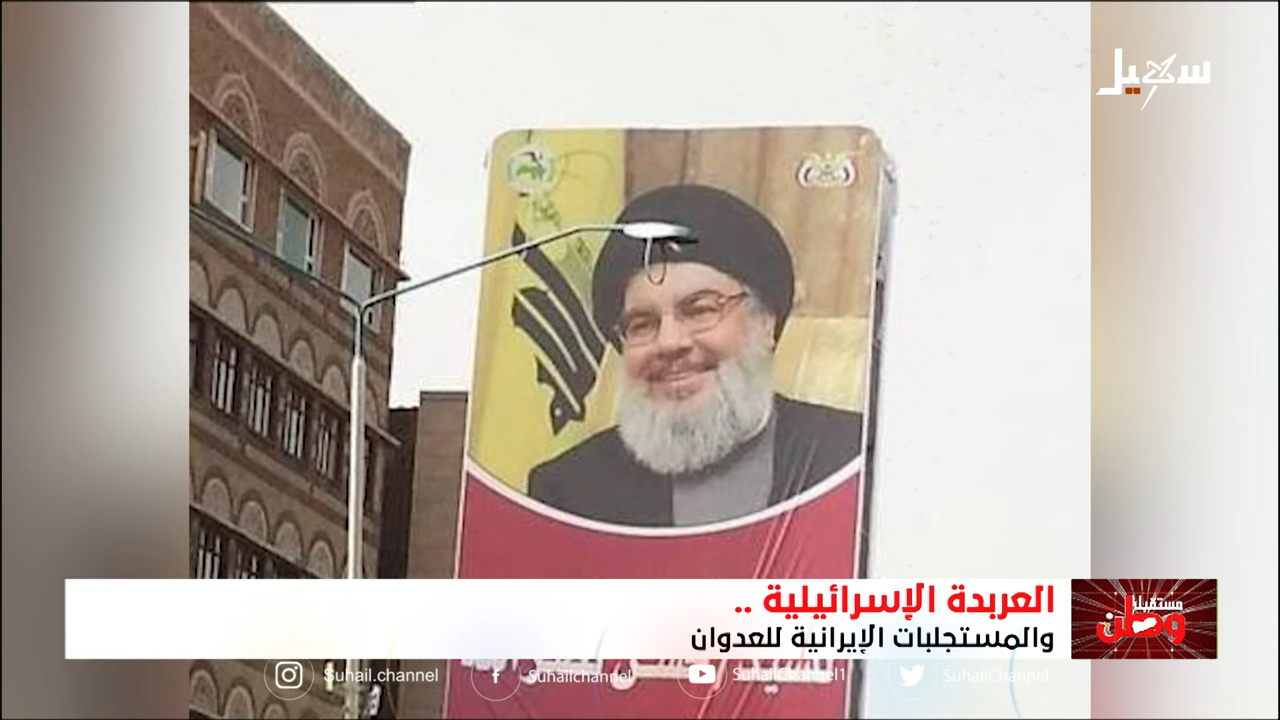 سهيل
العربدة الإسرائيلية ..
والمستجلبات الإيرانية للعدوان
مستقبل
وطن
Suhail.channel
Suhailchannel
SuhailChannel1
SuhailChannel